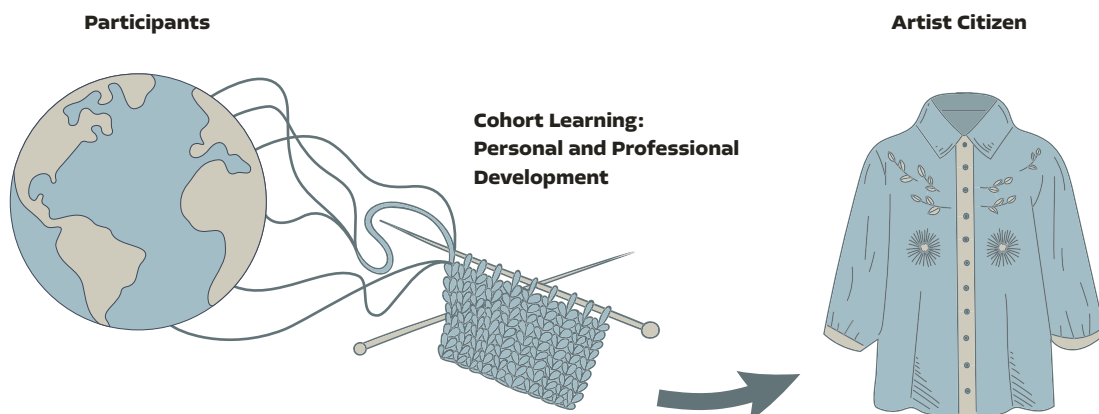 Participants
Artist Citizen
Cohort Learning:
Personal and Professional
Development